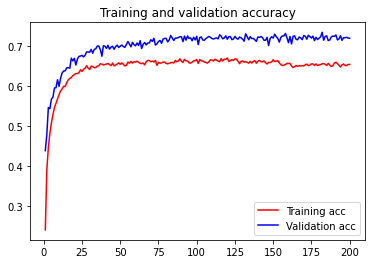 Training and validation accuracy
0.7
0.6
0.5
0.4
0.3
Training acc
Validation acc
0 25 50 75 100 125 150 175 200